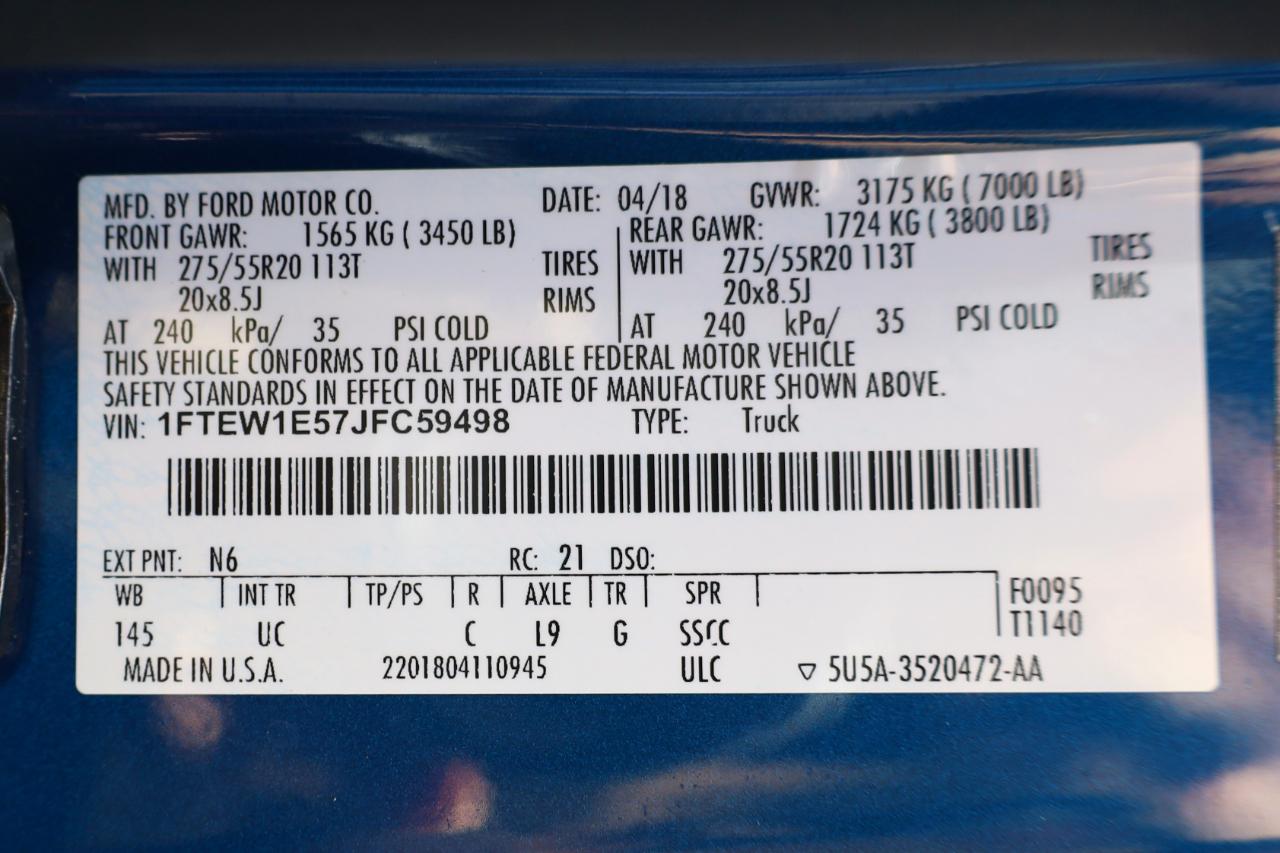 MFD. BY FORD MOTOR CO. DATE: 04/18 GVWR: 3175 KG ( 7000 LB)
FRONT GAWR: 1565 KG ( 3450 LB) REAR GAWR: 1724 KG ( 3800 LB)
WITH 275/55R20 113T TIRES WITH 275/55R20 113T TIRES
20x8.5J RIMS 20x8.5J RIMS
AT 240 kPa/ 35 PSI COLD AT 240 kPa/ 35 PSI COLD
THIS VEHICLE CONFORMS TO ALL APPLICABLE FEDERAL MOTOR VEHICLE
SAFETY STANDARDS IN EFFECT ON THE DATE OF MANUFACTURE SHOWN ABOVE.
VIN: 1FTEW1E57JFC59498 TYPE: Truck
EXT PNT: N6 RC: 21 DSO:
WB INT TR TP/PS R AXLE TR SPR F0095
T1140
145 UC C L9 G SSCC
MADE IN U.S.A. 2201804110945 ULC ▽ 5U5A-3520472-AA